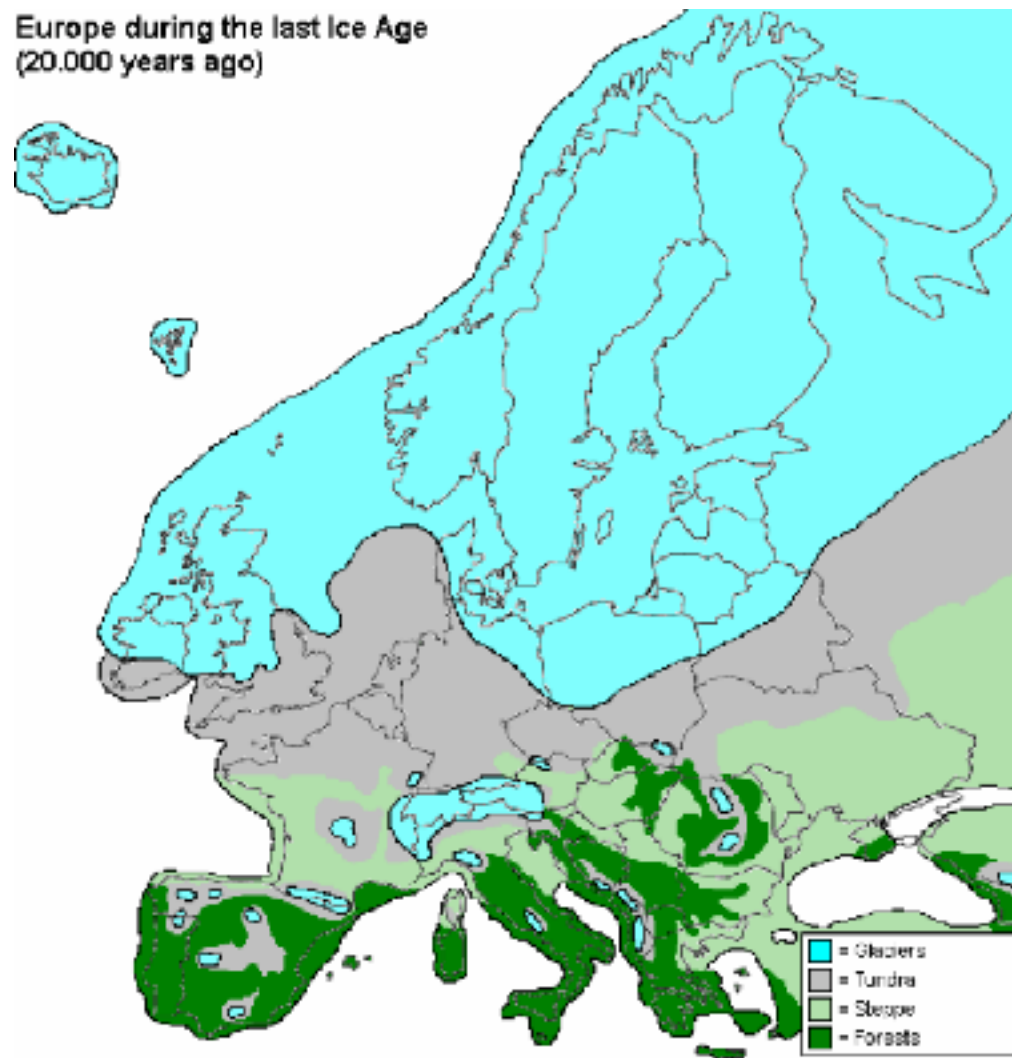 Europe during the last Ice Age
(20.000 years ago)
= Glaciers
= Tundra
= Steppe
= Forests